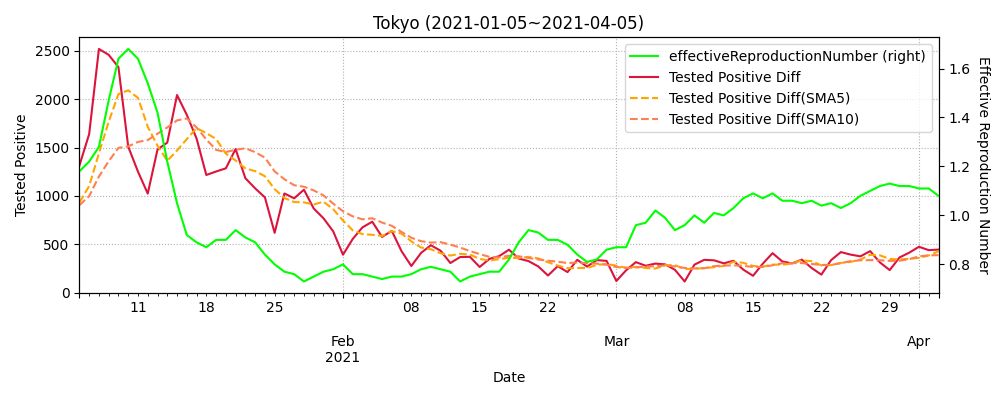 Tokyo (2021-01-05~2021-04-05)
effectiveReproductionNumber (right)
Tested Positive Diff
Tested Positive Diff(SMA5)
Tested Positive Diff(SMA10)
Tested Positive
2500
2000
1500
1000
500
0
1.6
1.4
1.2
1.0
0.8
Effective Reproduction Number
11 18 25 08 15 22 08 15 22 29
Feb Mar Apr
2021
Date